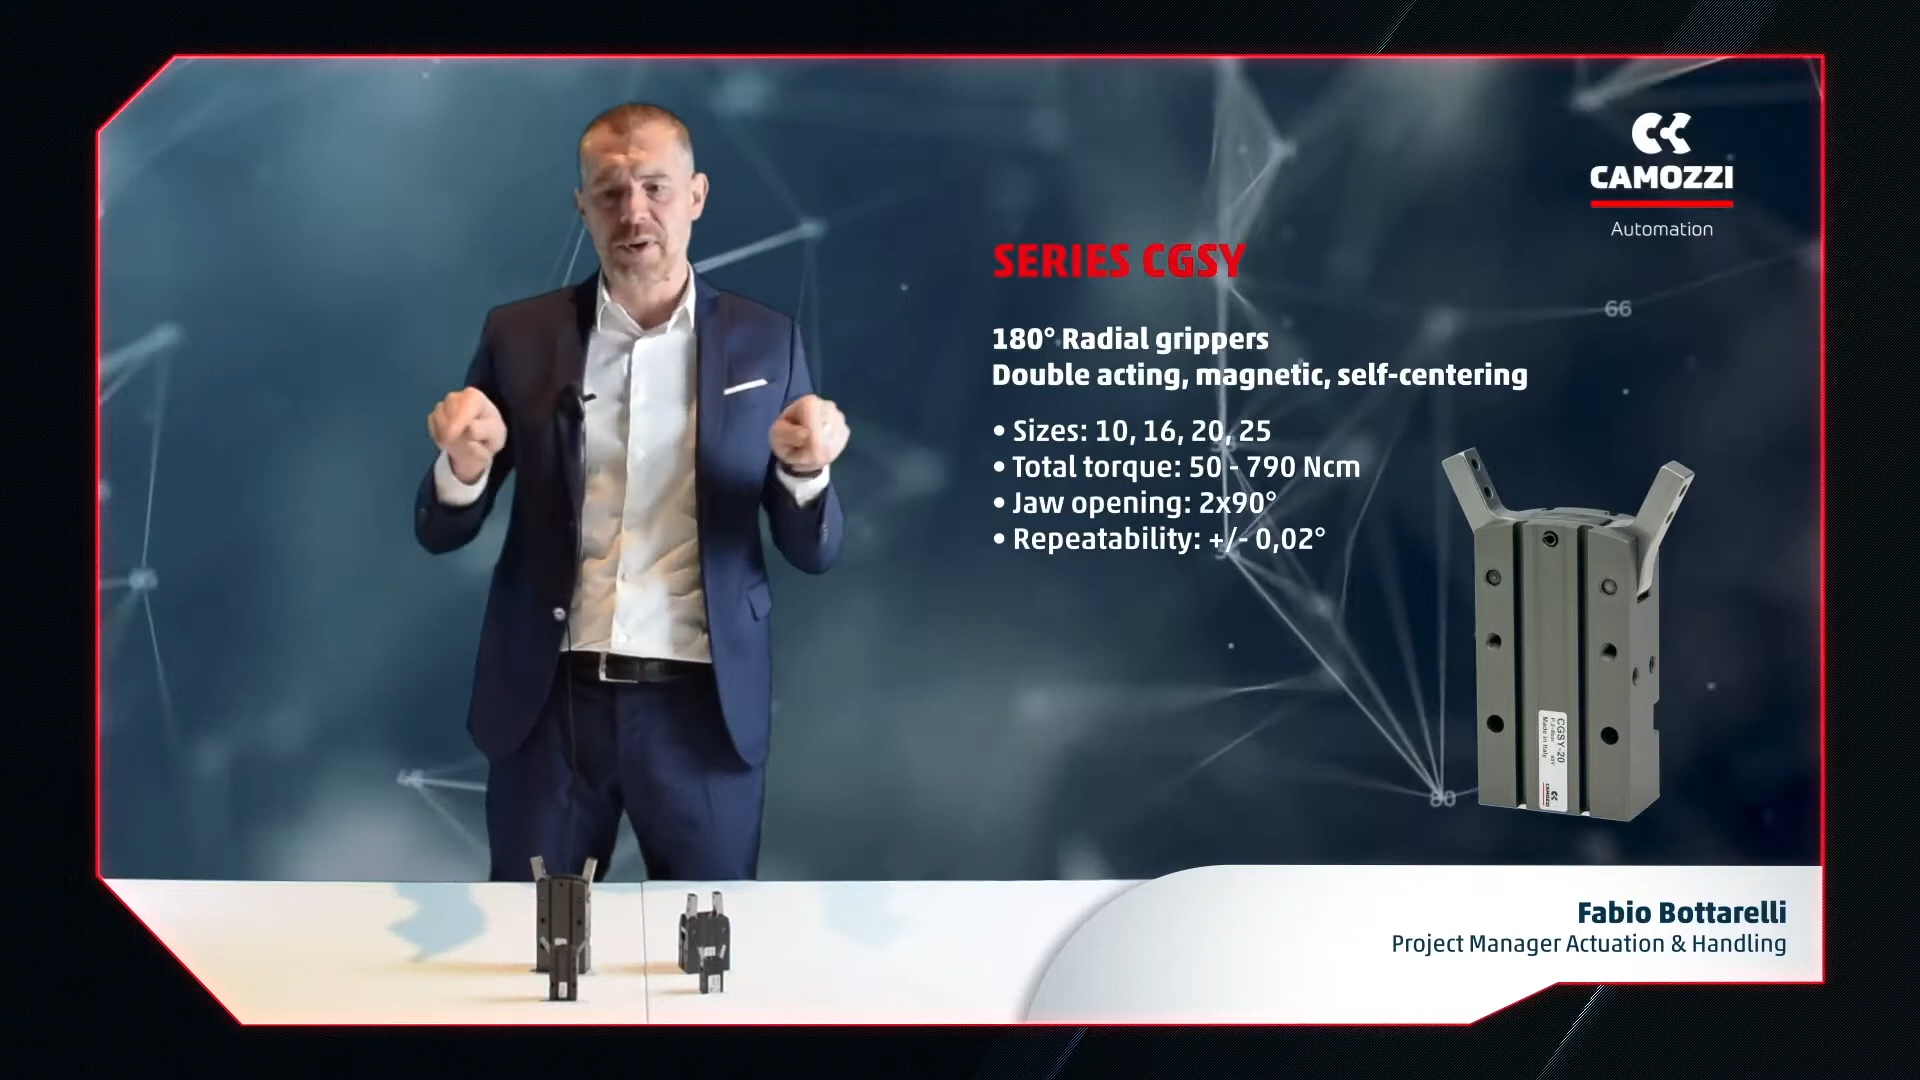 CAMOZZI
Automation
SERIES CGSY
66
180° Radial grippers
Double acting, magnetic, self-centering
• Sizes: 10, 16, 20, 25
• Total torque: 50 - 790 Ncm
• Jaw opening: 2x90°
• Repeatability: +/- 0,02°
CGSY-20
Made in Italy
CAMOZZI
80
Fabio Bottarelli
Project Manager Actuation & Handling